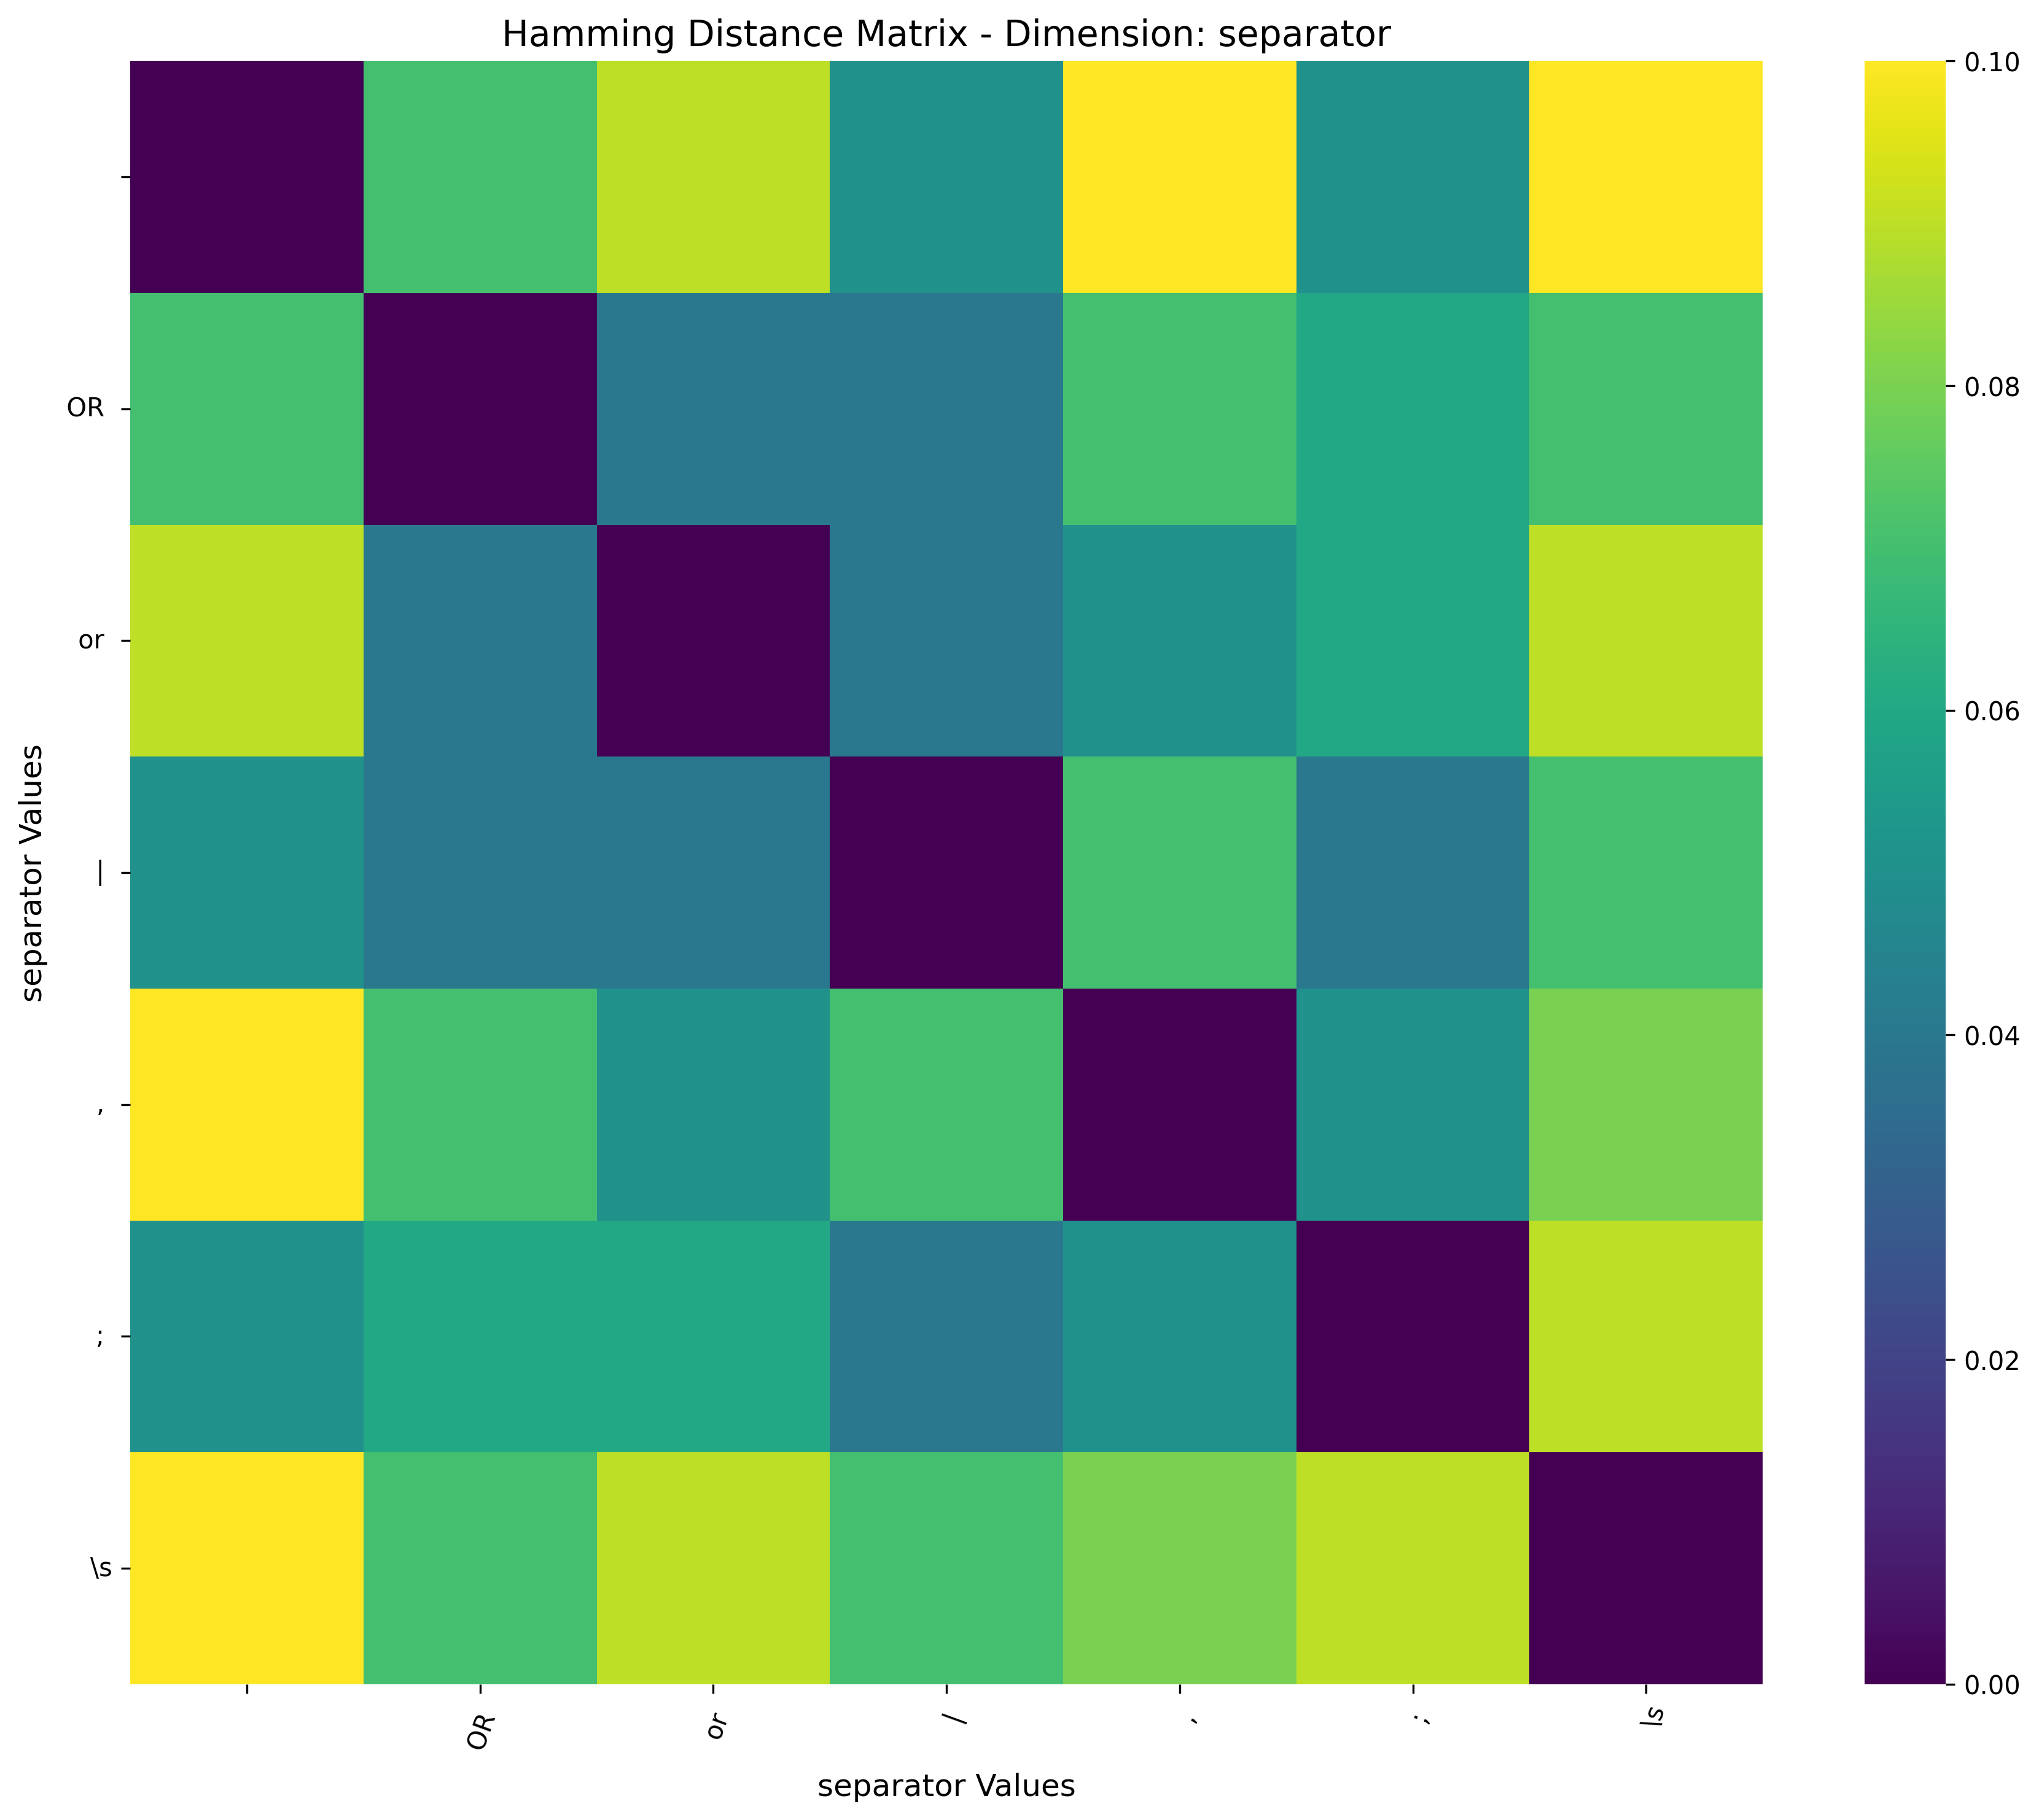 Hamming Distance Matrix - Dimension: separator
separator Values
OR
or
|
,
;
\s
OR
or
|
,
;
\s
separator Values
0.10
0.08
0.06
0.04
0.02
0.00